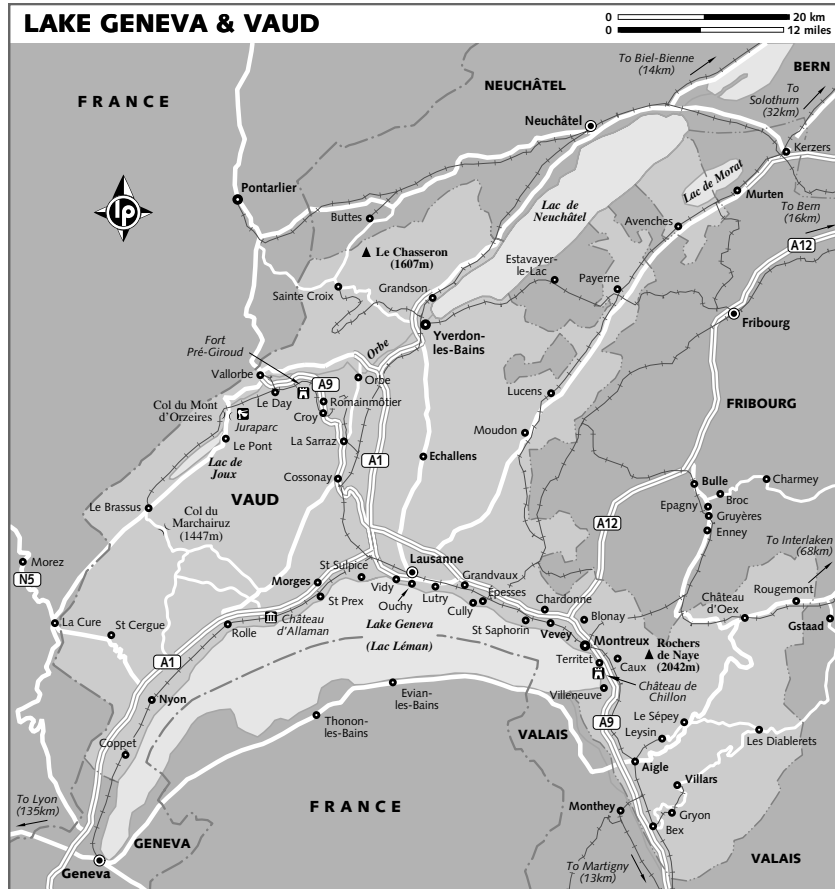 LAKE GENEVA & VAUD
0 20 km
0 12 miles
To Biel-Bienne
(14km)
BERN
To
Solothurn
(32km)
FRANCE
NEUCHÂTEL
Neuchâtel
Kerzers
Pontarlier
lp
Lac de
Neuchâtel
Lac de Morat
Murten
Buttes
Avenches
To Bern
(16km)
Le Chasseron
(1607m)
A12
Estavayer-
le-Lac
Payerne
Sainte Croix
Grandson
Fribourg
Yverdon-
les-Bains
Fort
Pré-Giroud
Orbe
Vallorbe
A9
Orbe
Le Day
Romainmôtier
Lucens
Col du Mont
d'Orzeires
Juraparc
Croy
FRIBOURG
Le Pont
La Sarraz
Moudon
Lac de
Joux
A1
Echallens
Cossonay
VAUD
Bulle
Charmey
Broc
Le Brassus
Col du
Marchairuz
(1447m)
Epagny
Gruyères
A12
Enney
To Interlaken
(68km)
Morez
N5
St Sulpice
Lausanne
Morges
Vidy
Grandvaux
Rougemont
Ouchy
Lutry
Epesses
Chardonne
Château
d'Oex
St Prex
Cully
Blonay
La Cure
St Cergue
Rolle
Château
d'Allaman
Lake Geneva
(Lac Léman)
St Saphorin
Vevey
Gstaad
Montreux
Rochers
de Naye
(2042m)
A1
Territet
Caux
Château de
Chillon
Nyon
Evian-
les-Bains
Villeneuve
Thonon-
les-Bains
A9
Le Sépey
VALAIS
Leysin
Les Diablerets
Coppet
Aigle
Villars
To Lyon
(135km)
FRANCE
Monthey
Gryon
Bex
GENEVA
Geneva
To Martigny
(13km)
VALAIS